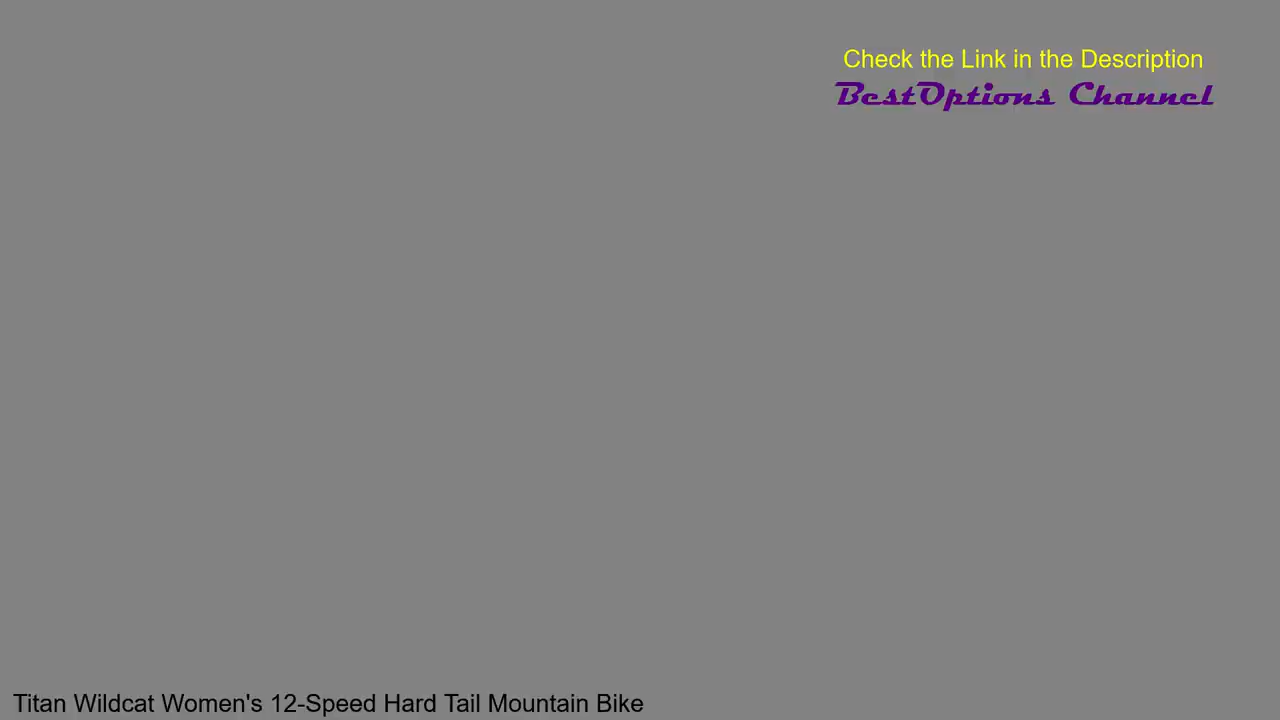 Check the Link in the Description
BestOptions Channel
Titan Wildcat Women's 12-Speed Hard Tail Mountain Bike